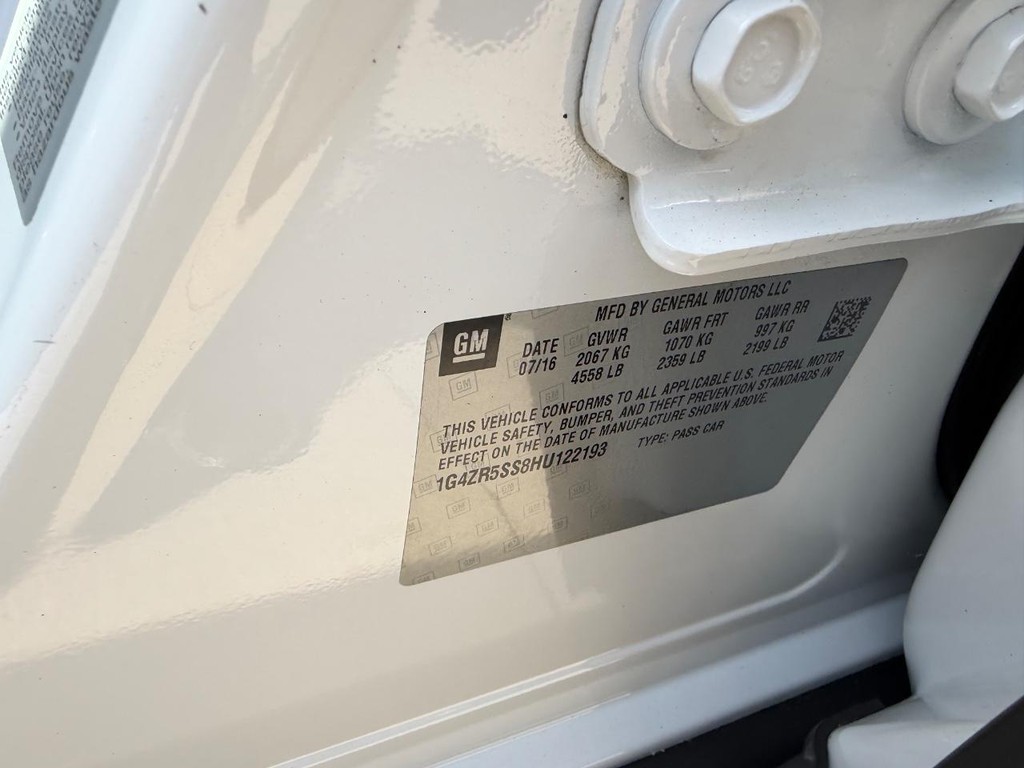 GM
MFD BY GENERAL MOTORS LLC
DATE GVWR GAWR FRT GAWR RR
07/16 2067 KG 1070 KG 997 KG
4558 LB 2359 LB 2199 LB
THIS VEHICLE CONFORMS TO ALL APPLICABLE U.S. FEDERAL MOTOR
VEHICLE SAFETY, BUMPER, AND THEFT PREVENTION STANDARDS IN
EFFECT ON THE DATE OF MANUFACTURE SHOWN ABOVE.
1G4ZR5SS8HU122193 TYPE: PASS CAR